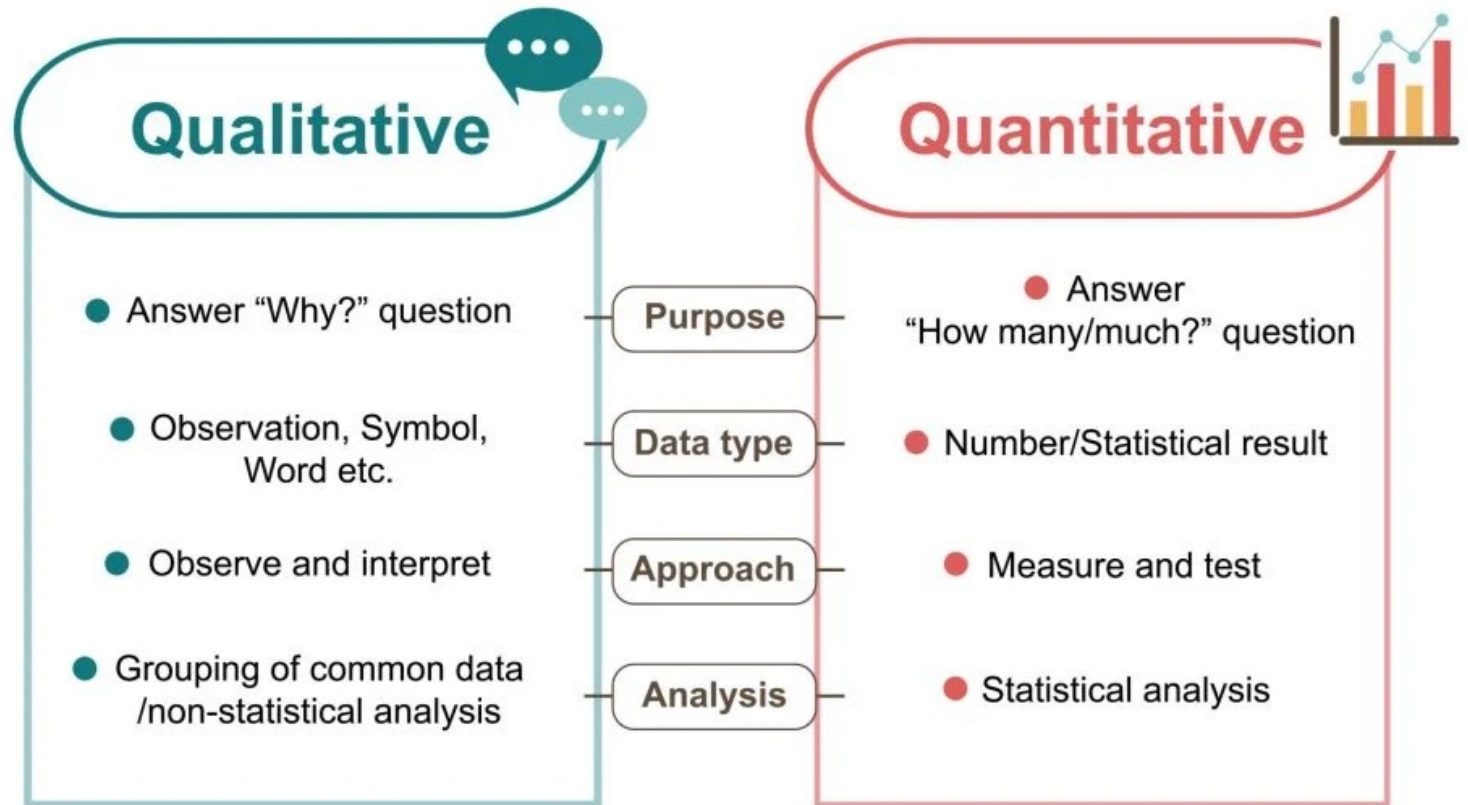 Qualitative
Quantitative
Answer “Why?” question
Purpose
Answer
“How many/much?” question
Observation, Symbol,
Word etc.
Data type
Number/Statistical result
Observe and interpret
Approach
Measure and test
Grouping of common data
/non-statistical analysis
Analysis
Statistical analysis